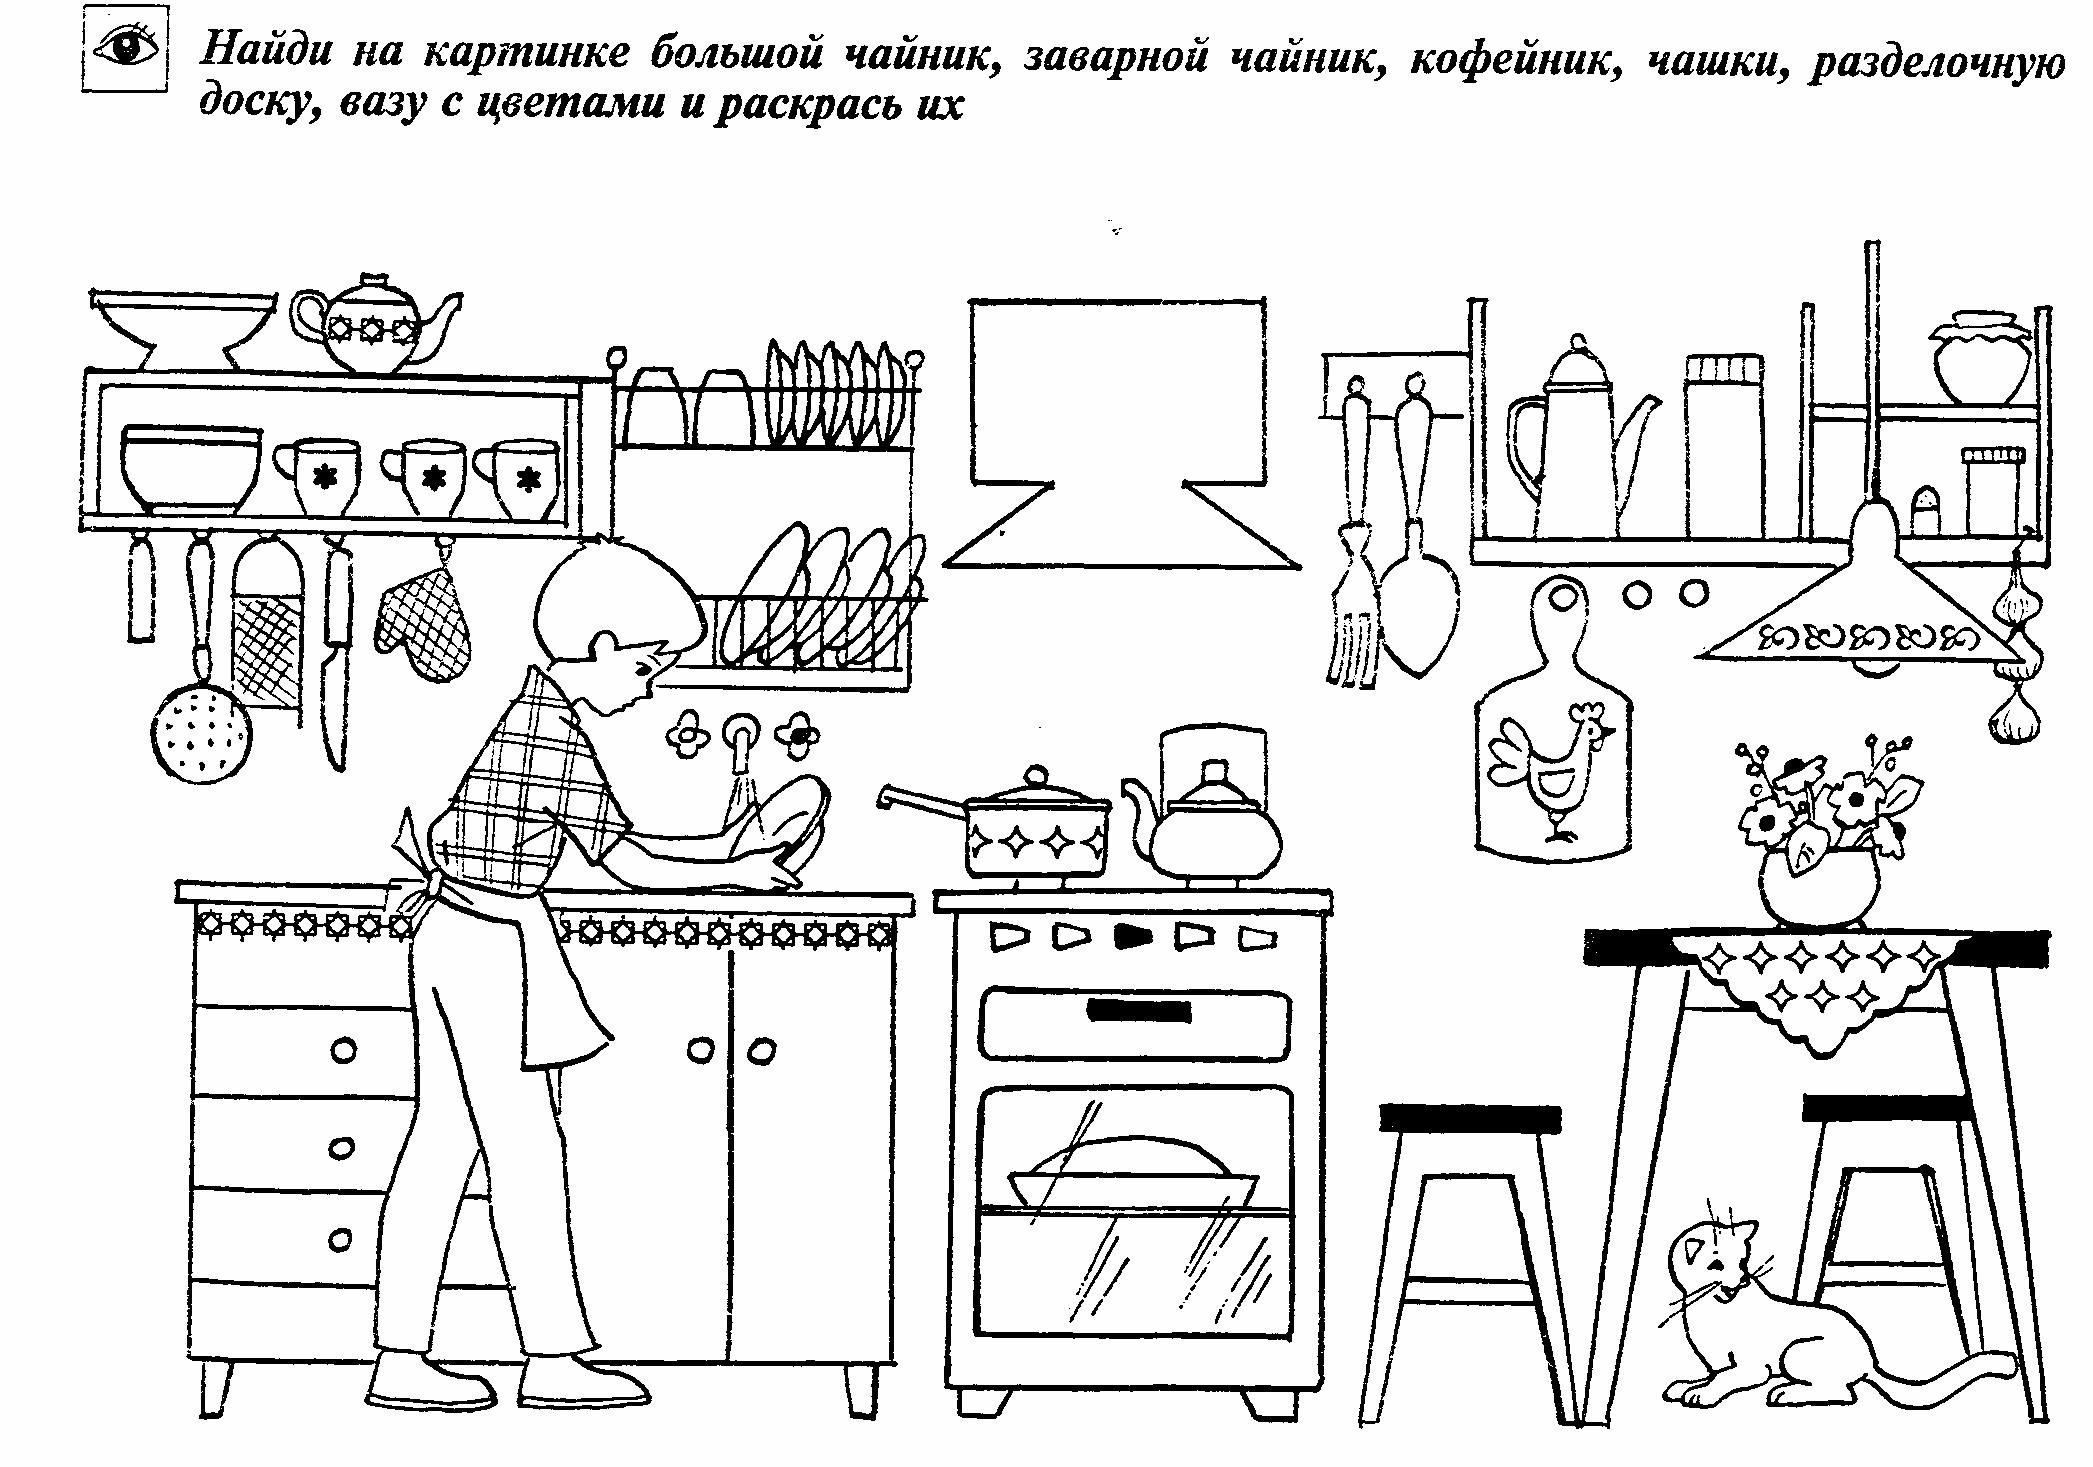 Найди на картинке большой чайник, заварной чайник, кофейник, чашки, разделочную
доску, вазу с цветами и раскрась их